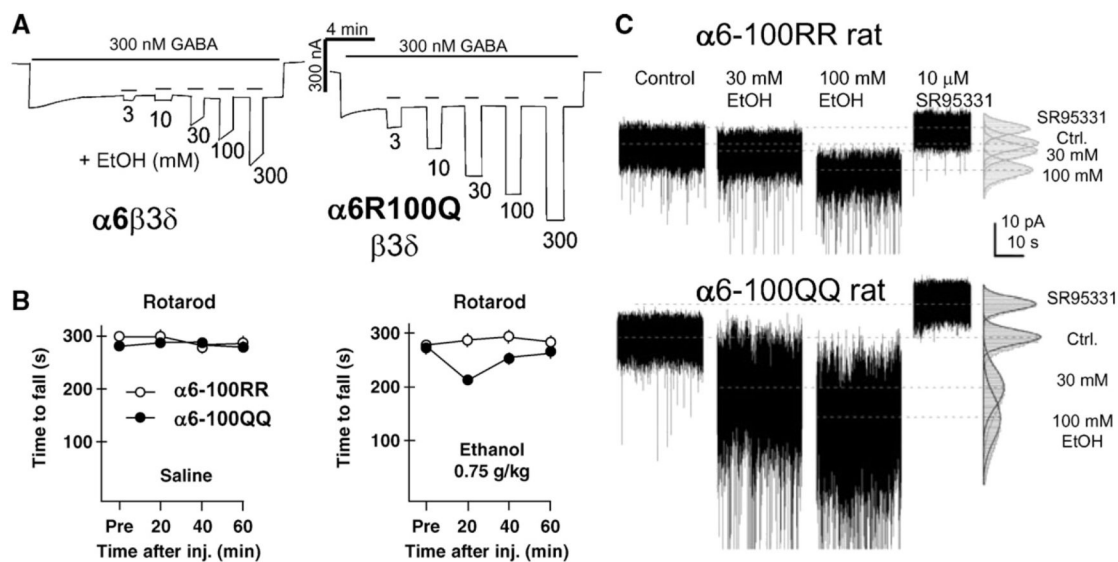 A
300 nM GABA
3
10
30
100
300
+ EtOH (mM)
α6β3δ
4 min
300 nA
300 nM GABA
3
10
30
100
300
α6R100Q
β3δ
B
Rotarod
Time to fall (s)
300
200
100
α6-100RR
α6-100QQ
Saline
Pre 20 40 60
Time after inj. (min)
Rotarod
Time to fall (s)
300
200
100
Ethanol
0.75 g/kg
Pre 20 40 60
Time after inj. (min)
C
α6-100RR rat
Control
30 mM
EtOH
100 mM
EtOH
10 μM
SR95331
SR95331
Ctrl.
30 mM
100 mM
10 pA
10 s
α6-100QQ rat
SR95331
Ctrl.
30 mM
100 mM
EtOH